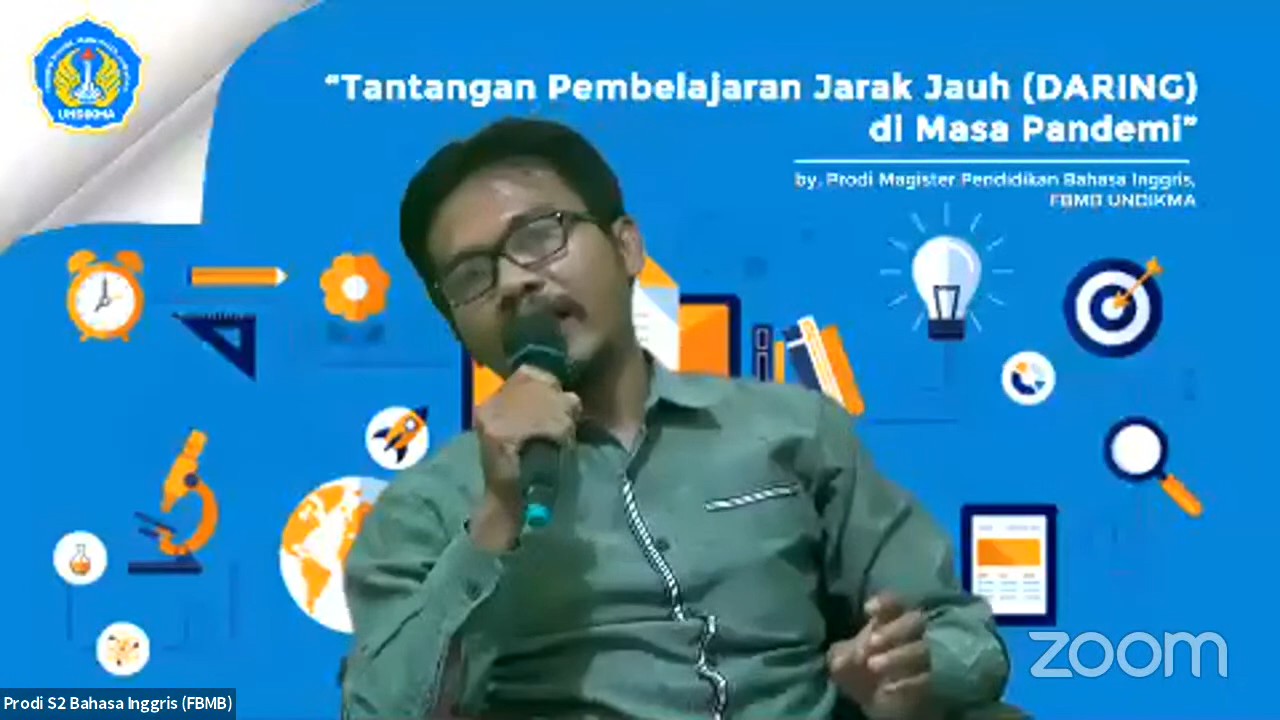 UNDIKMA
“Tantangan Pembelajaran Jarak Jauh (DARING)
di Masa Pandemi”
by. Prodi Magister Pendidikan Bahasa Inggris,
FBMB UNDIKMA
zoom
Prodi S2 Bahasa Inggris (FBMB)